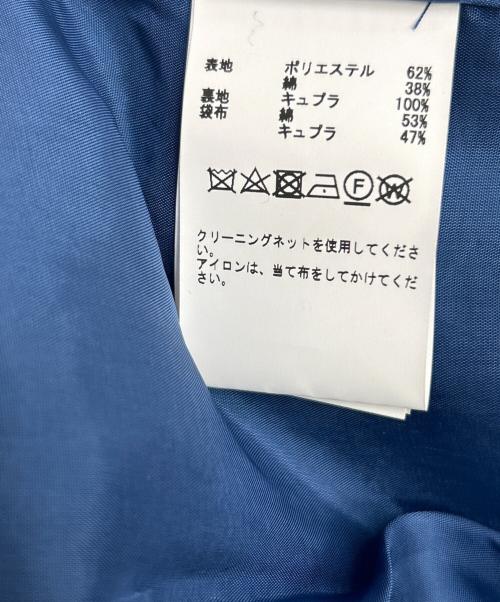 表地 ポリエステル 62%
綿 38%
裏地 キュプラ 100%
袋布 綿 53%
キュプラ 47%
F W
クリーニングネットを使用してくださ
い。
アイロンは、当て布をしてかけてくだ
さい。